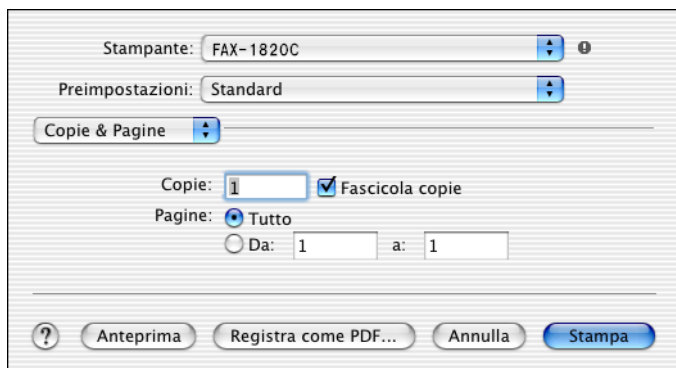 Stampante: FAX-1820C
Preimpostazioni: Standard
Copie & Pagine
Copie: 1 Fascicola copie
Pagine: Tutto
Da: 1 a: 1
? Anteprima Registra come PDF... Annulla Stampa